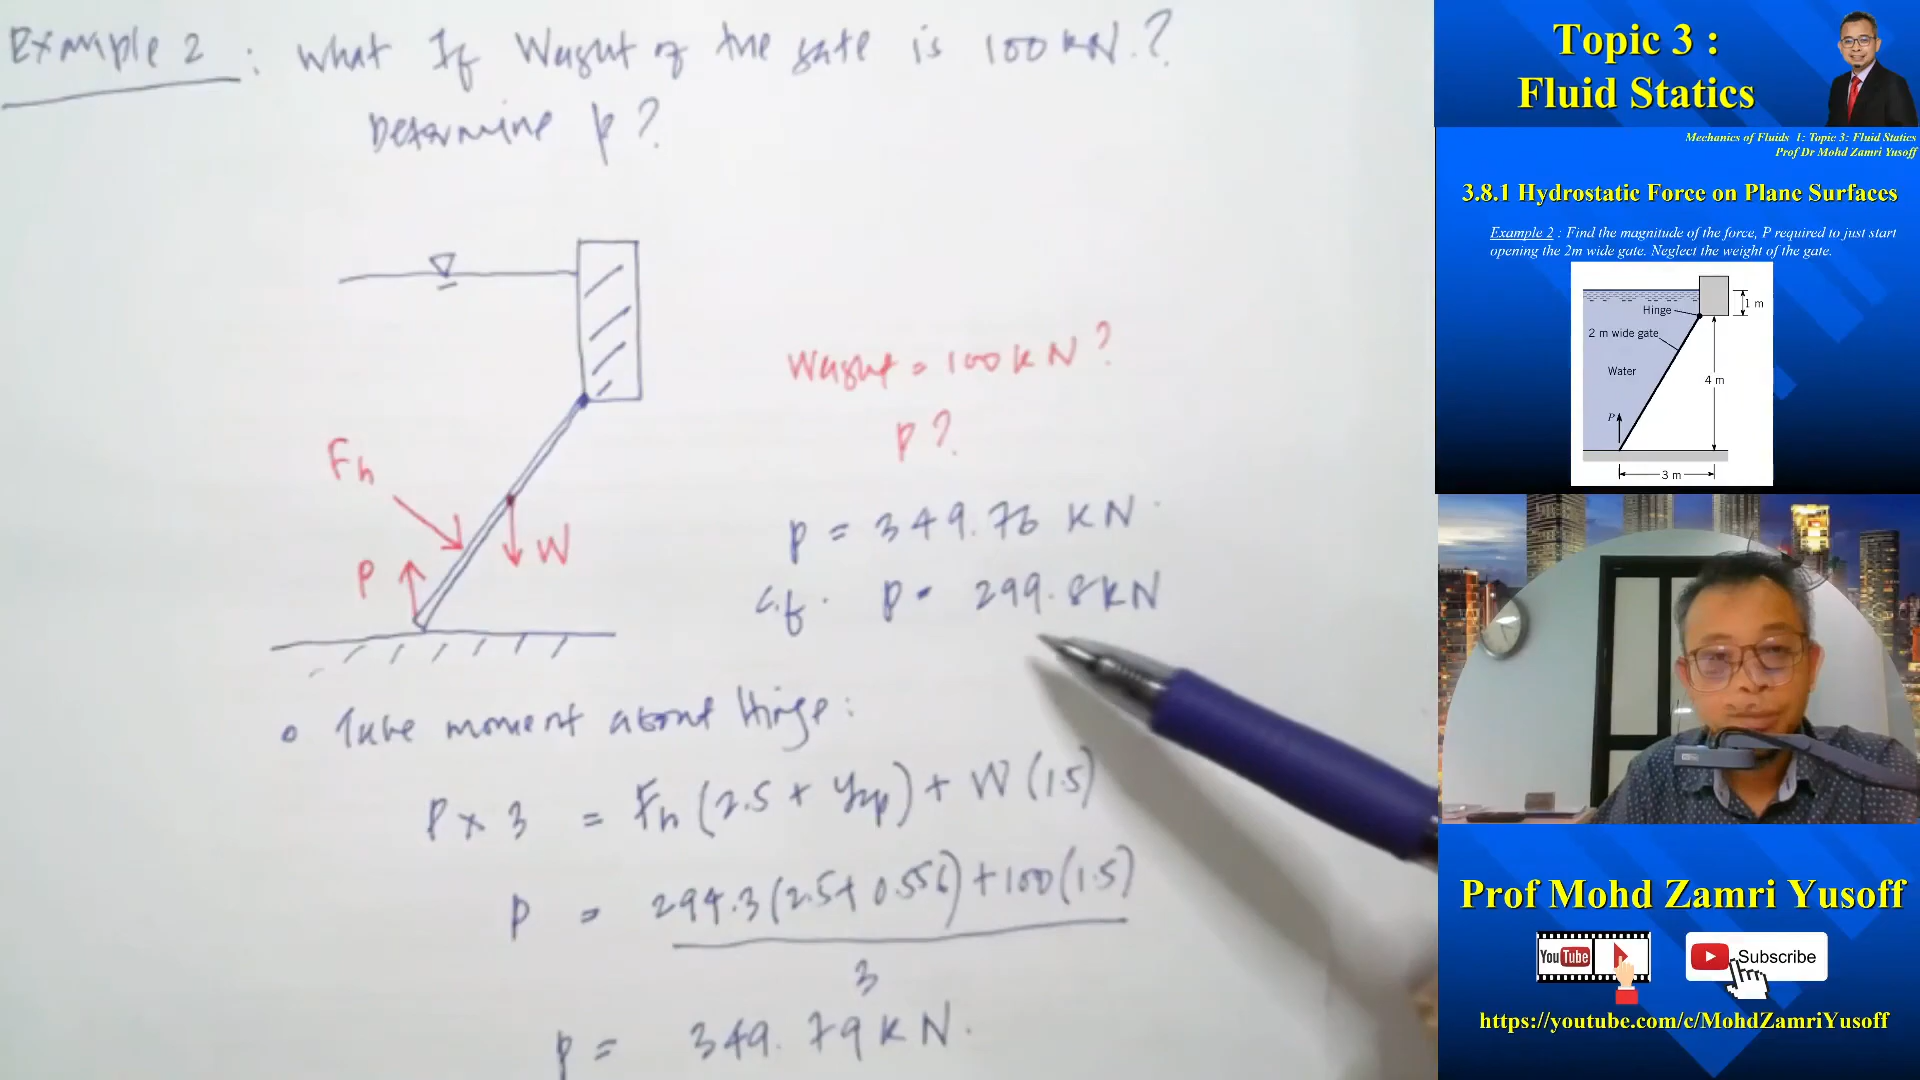 Example 2 : What If Weight of the gate is 100 kN.?
Determine P?
Fh
P
W
Weight = 100 kN?
P?
P = 349.76 KN.
c.f. P = 299.8 KN
• Take moment about Hinge:
P x 3 = Fh (2.5 + yp) + W (1.5)
P = 294.3 (2.5 + 0.556) + 100 (1.5)
3
P = 349.79 KN.
Topic 3 :
Fluid Statics
Mechanics of Fluids 1: Topic 3: Fluid Statics
Prof Dr Mohd Zamri Yusoff
3.8.1 Hydrostatic Force on Plane Surfaces
Example 2 : Find the magnitude of the force, P required to just start
opening the 2m wide gate. Neglect the weight of the gate.
Hinge
1 m
2 m wide gate
Water
4 m
P
3 m
Prof Mohd Zamri Yusoff
YouTube
Subscribe
https://youtube.com/c/MohdZamriYusoff